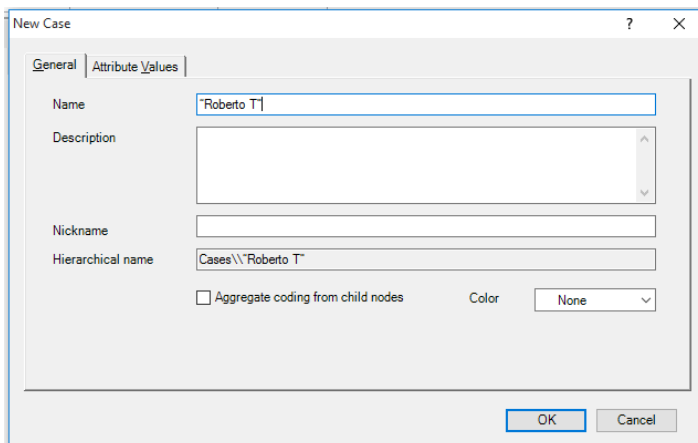 New Case ? X
General Attribute Values
Name "Roberto T"
Description
Nickname
Hierarchical name Cases\\"Roberto T"
Aggregate coding from child nodes Color None
OK Cancel